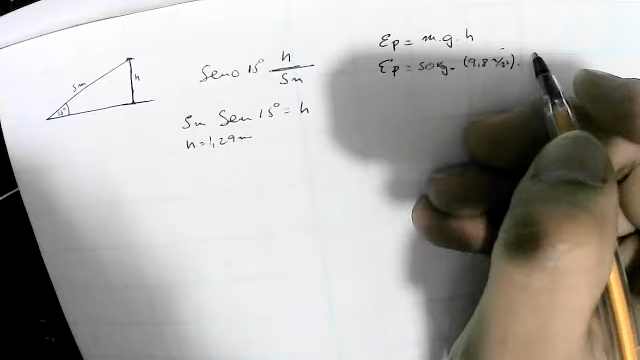 5m
h
15°
Seno 15° h
5m
5m Sen 15° = h
h = 1,29m
Ep = m.g.h
Ep = 50Kg. (9,8 m/s²).